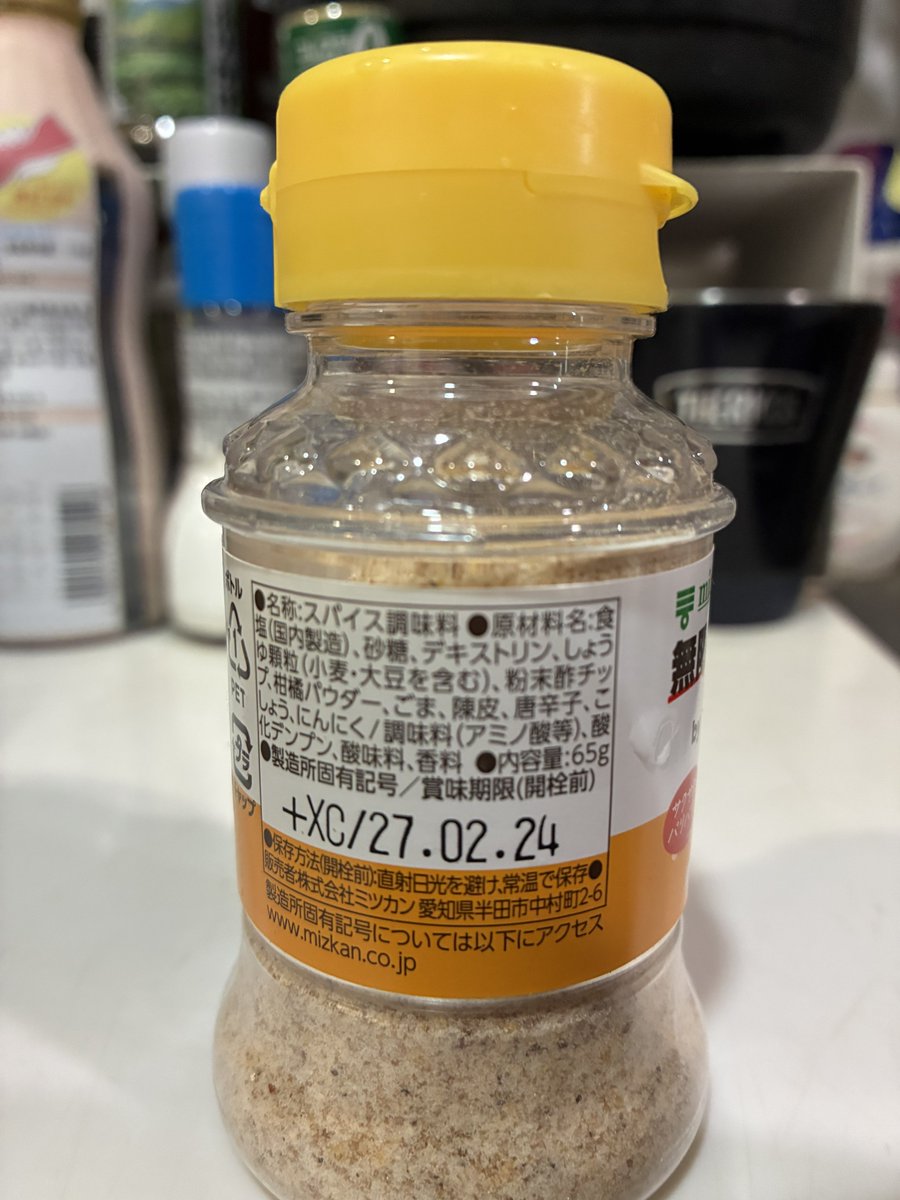 ボトル
PET
●名称:スパイス調味料 ●原材料名:食
塩(国内製造)、砂糖、デキストリン、しょう
ゆ顆粒(小麦・大豆を含む)、粉末酢チッ
プ、柑橘パウダー、ごま、陳皮、唐辛子、こ
しょう、にんにく/調味料(アミノ酸等)、酸
化デンプン、酸味料、香料 ●内容量:65g
●製造所固有記号/賞味期限(開栓前)
+XC/27.02.24
●保存方法(開栓前):直射日光を避け、常温で保存●
販売者:株式会社ミツカン 愛知県半田市中村町2-6
製造所固有記号については以下にアクセス
www.mizkan.co.jp
無
by
THERMOS